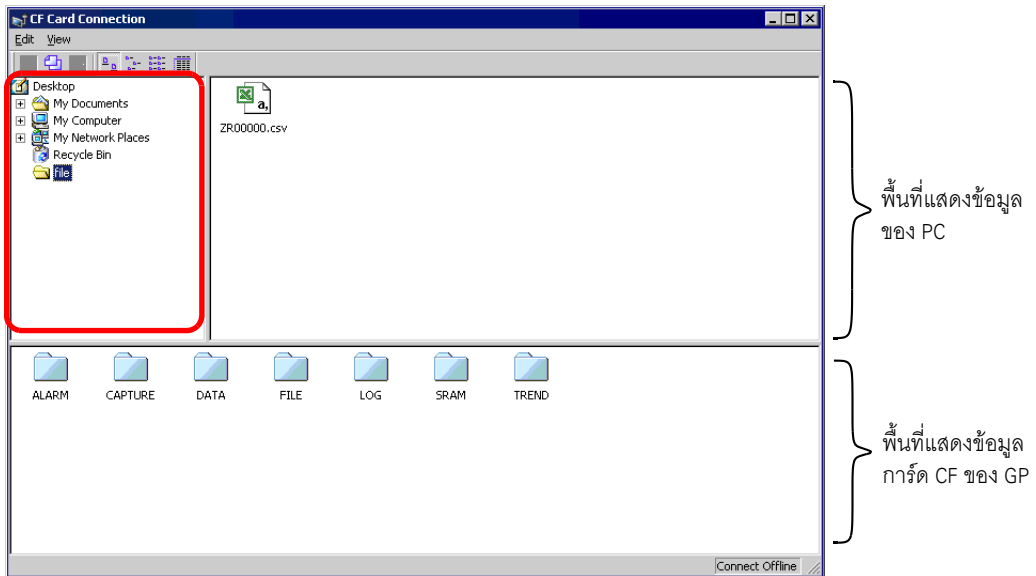 CF Card Connection
Edit View
Desktop
My Documents
My Computer
My Network Places
Recycle Bin
file
a,
ZR00000.csv
พื้นที่แสดงข้อมูล
ของ PC
ALARM CAPTURE DATA FILE LOG SRAM TREND
พื้นที่แสดงข้อมูล
การ์ด CF ของ GP
Connect Offline